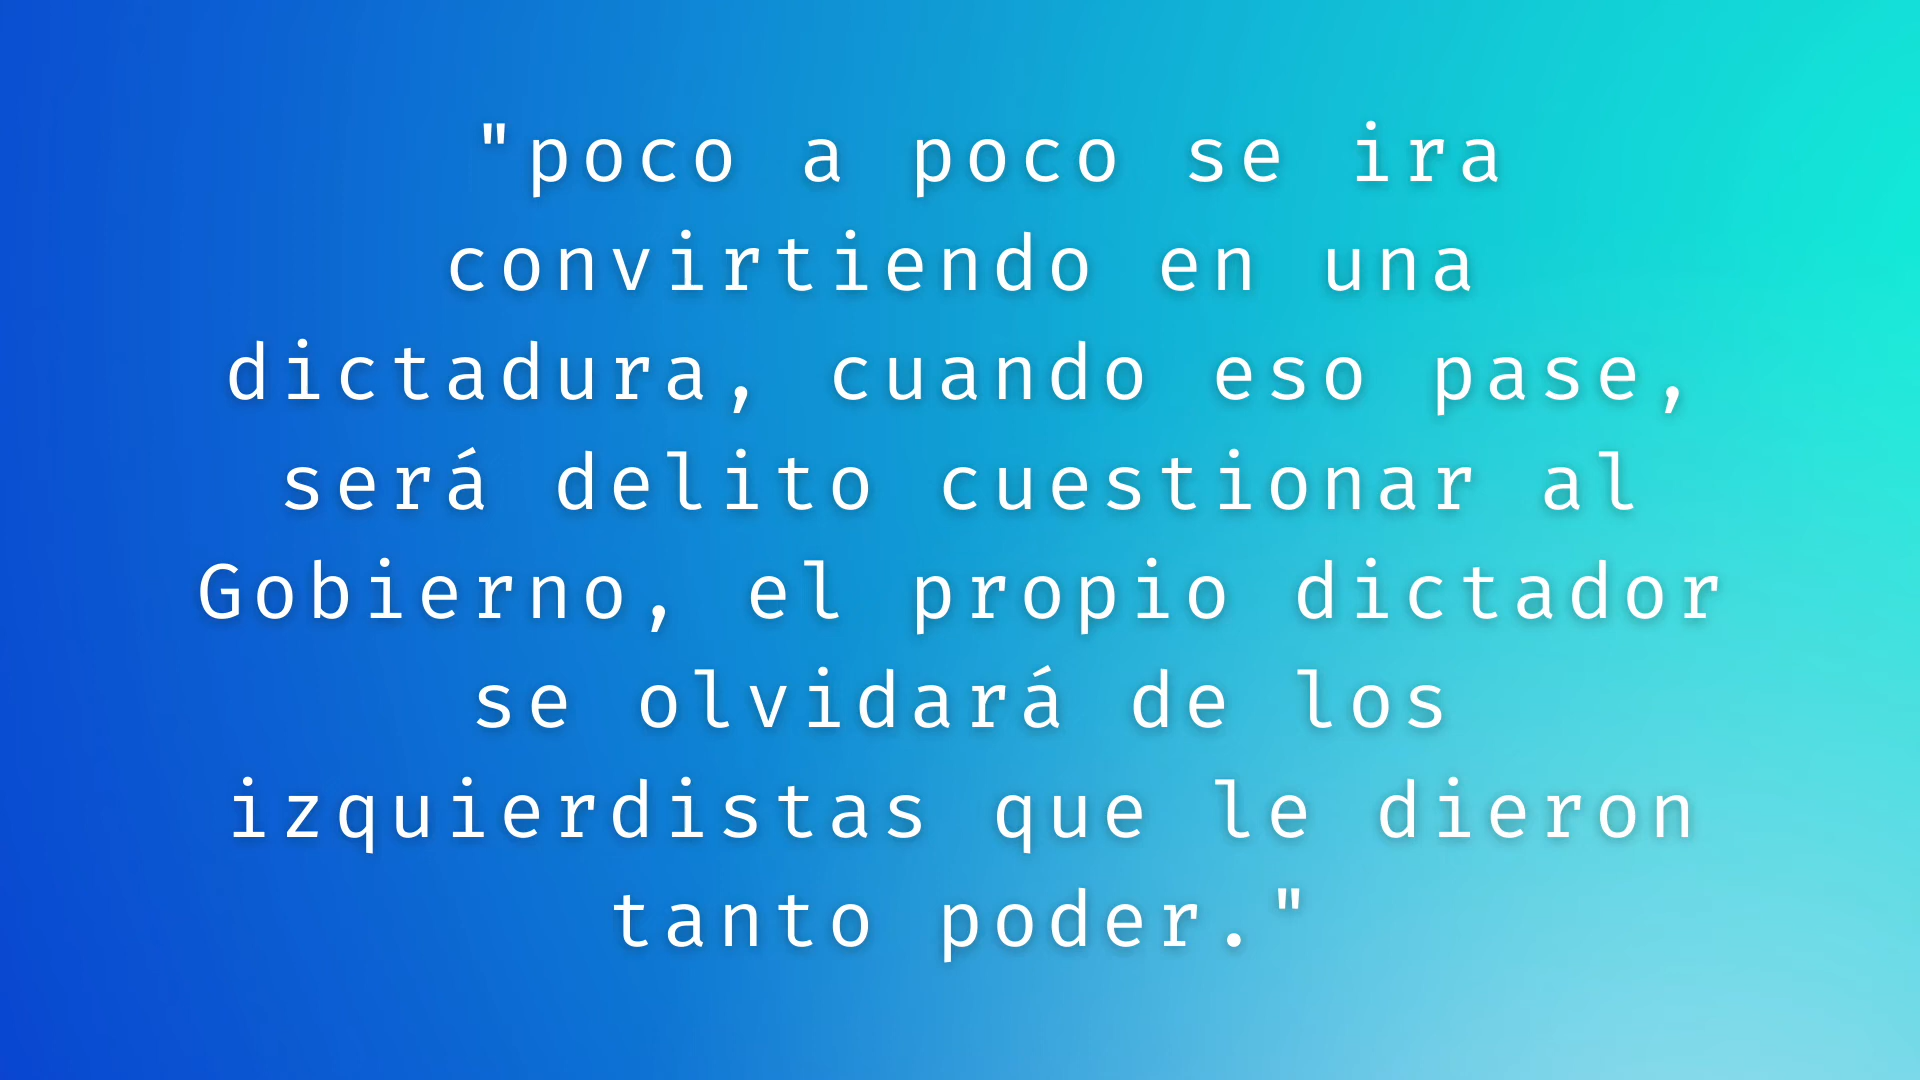 "poco a poco se ira
convirtiendo en una
dictadura, cuando eso pase,
será delito cuestionar al
Gobierno, el propio dictador
se olvidará de los
izquierdistas que le dieron
tanto poder."